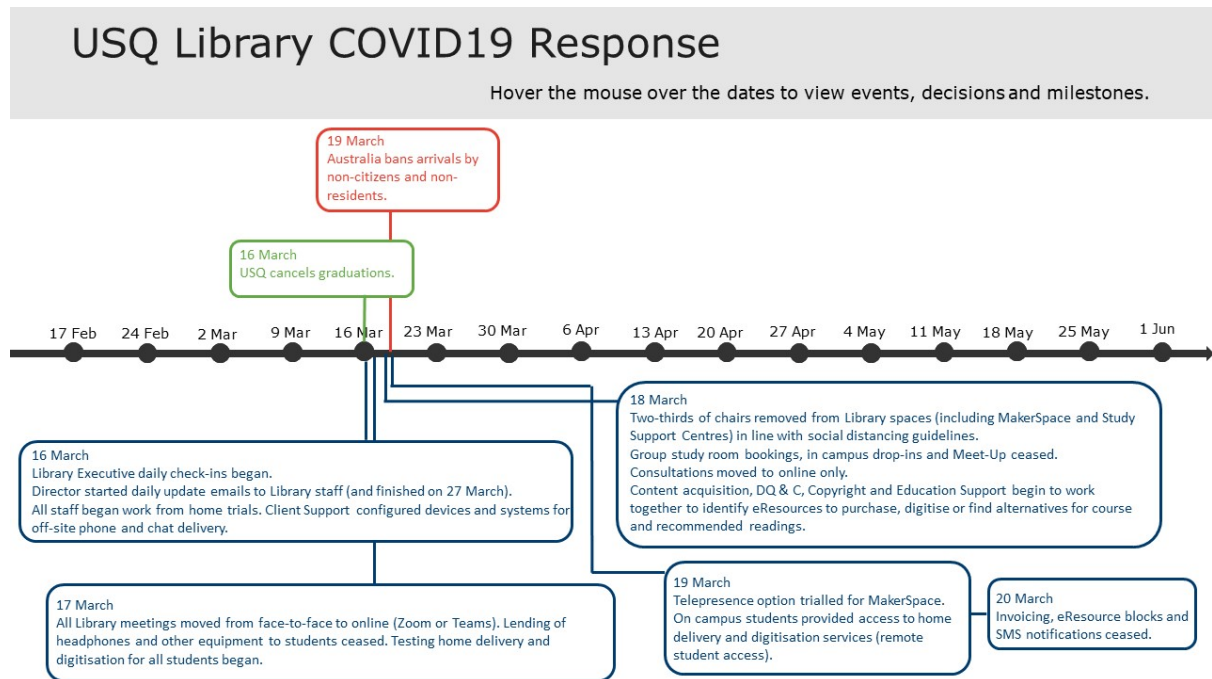 USQ Library COVID19 Response
Hover the mouse over the dates to view events, decisions and milestones.
19 March
Australia bans arrivals by
non-citizens and non-
residents.
16 March
USQ cancels graduations.
17 Feb
24 Feb
2 Mar
9 Mar
16 Mar
23 Mar
30 Mar
6 Apr
13 Apr
20 Apr
27 Apr
4 May
11 May
18 May
25 May
1 Jun
16 March
Library Executive daily check-ins began.
Director started daily update emails to Library staff (and finished on 27 March).
All staff began work from home trials. Client Support configured devices and systems for
off-site phone and chat delivery.
17 March
All Library meetings moved from face-to-face to online (Zoom or Teams). Lending of
headphones and other equipment to students ceased. Testing home delivery and
digitisation for all students began.
18 March
Two-thirds of chairs removed from Library spaces (including MakerSpace and Study
Support Centres) in line with social distancing guidelines.
Group study room bookings, in campus drop-ins and Meet-Up ceased.
Consultations moved to online only.
Content acquisition, DQ & C, Copyright and Education Support begin to work
together to identify eResources to purchase, digitise or find alternatives for course
and recommended readings.
19 March
Telepresence option trialled for MakerSpace.
On campus students provided access to home
delivery and digitisation services (remote
student access).
20 March
Invoicing, eResource blocks and
SMS notifications ceased.